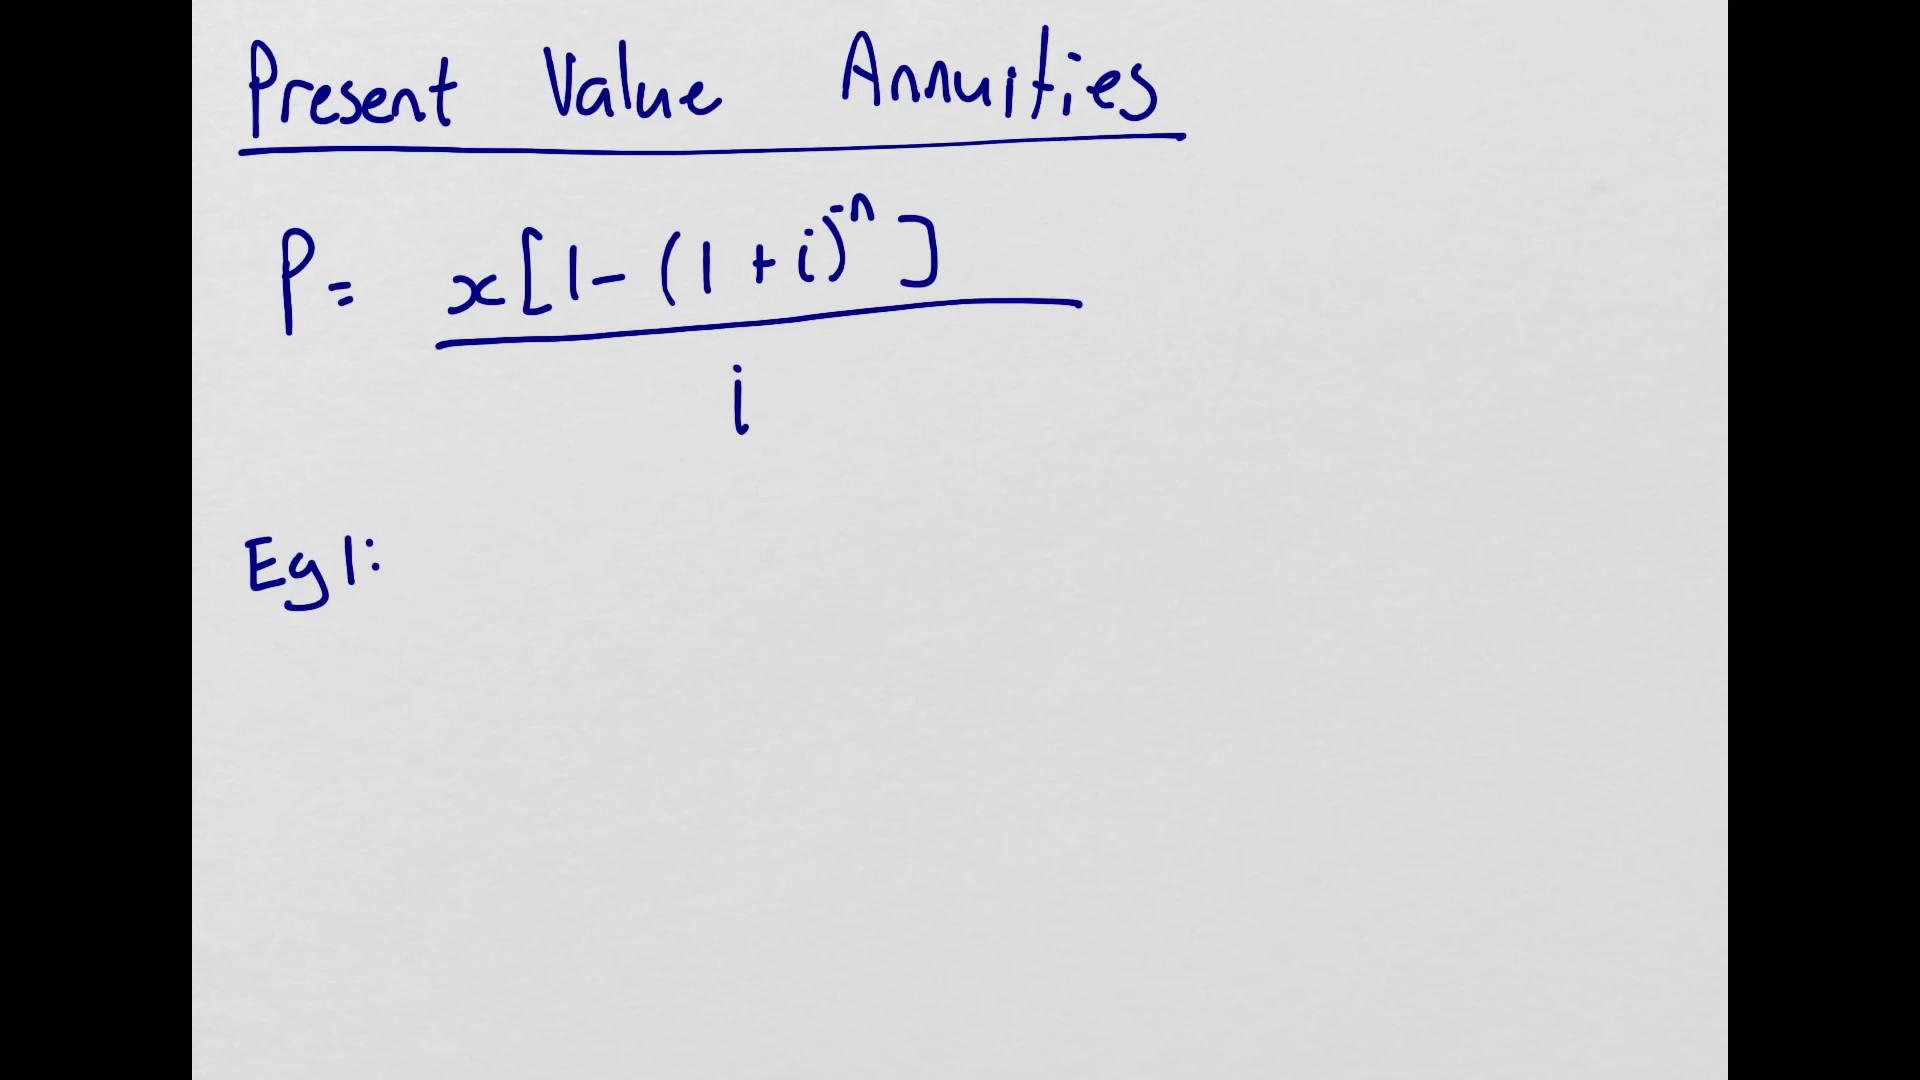 Present Value Annuities
P = x[1 - (1 + i)^-n]
i
Eg 1: